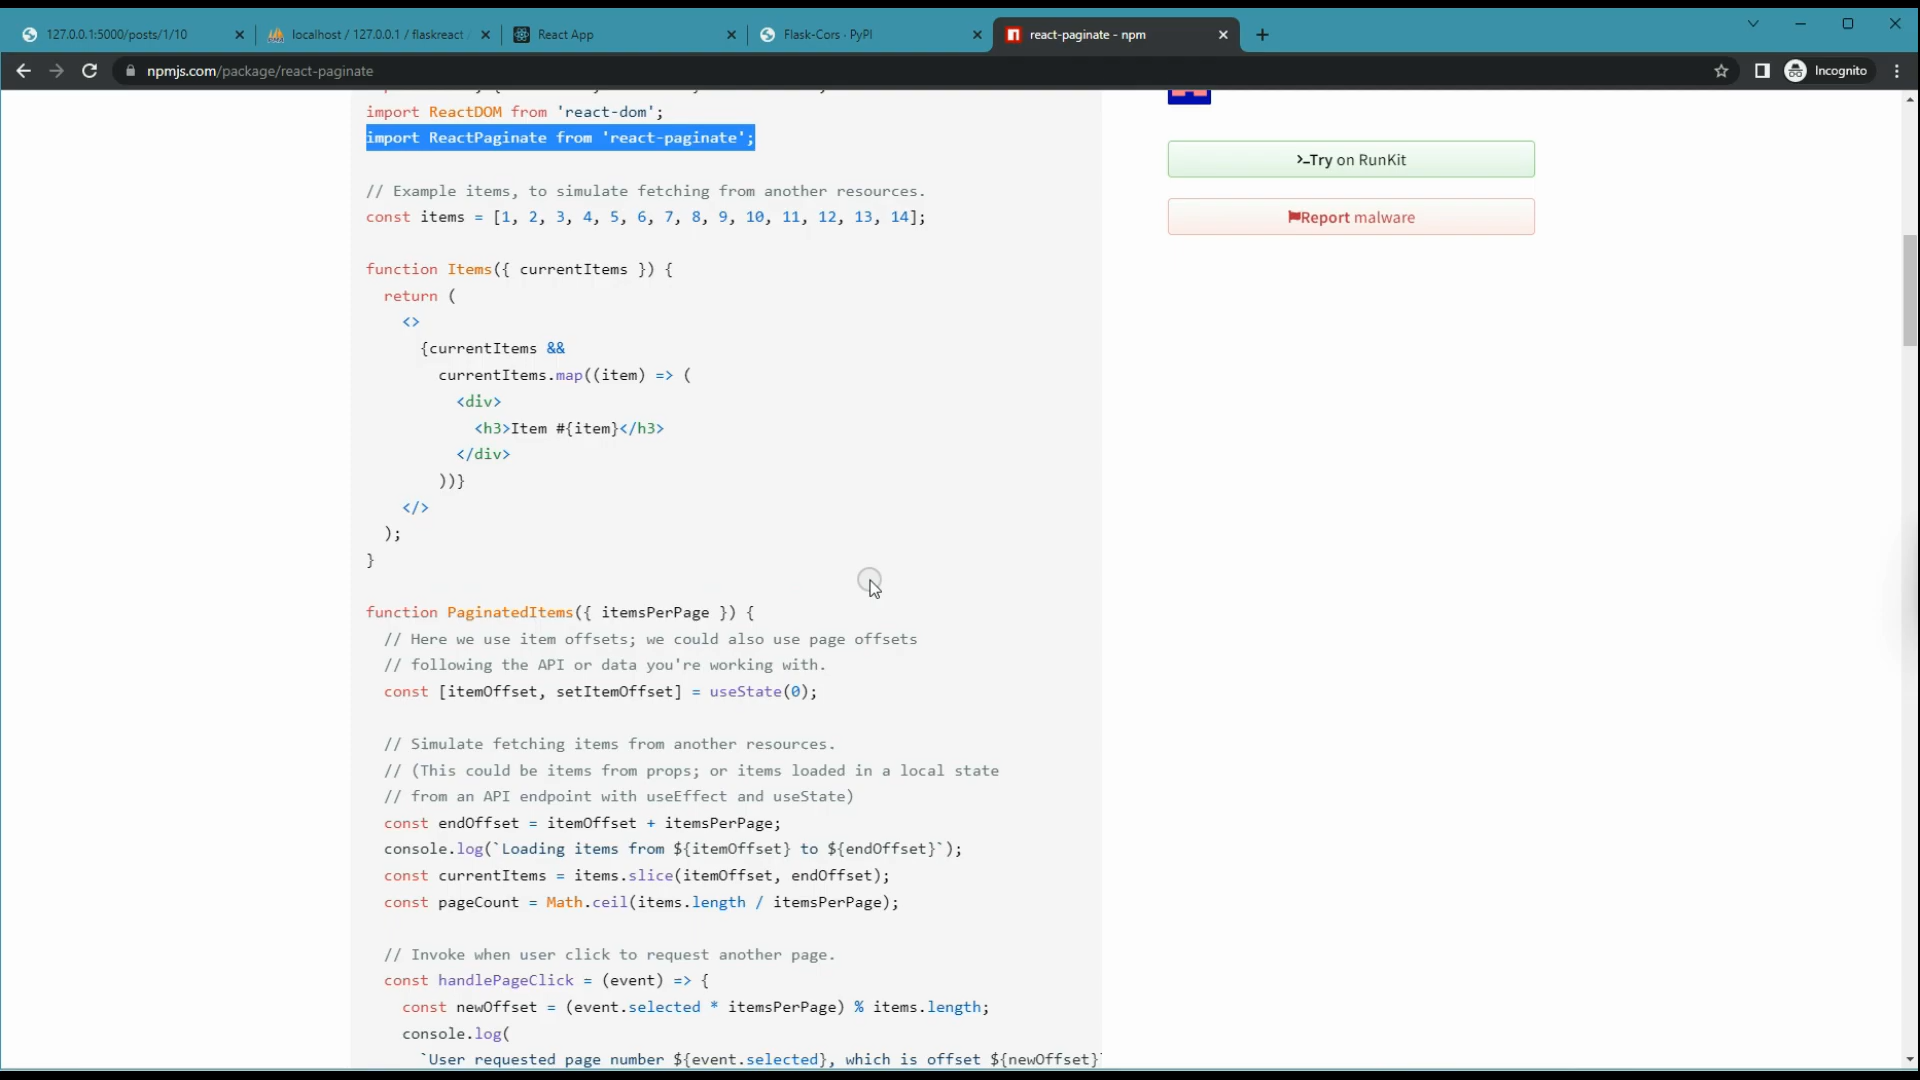 127.0.0.1:5000/posts/1/10
localhost / 127.0.0.1 / flaskreact
React App
Flask-Cors · PyPI
react-paginate - npm
npmjs.com/package/react-paginate
Incognito
import ReactDOM from 'react-dom';
import ReactPaginate from 'react-paginate';
// Example items, to simulate fetching from another resources.
const items = [1, 2, 3, 4, 5, 6, 7, 8, 9, 10, 11, 12, 13, 14];
function Items({ currentItems }) {
return (
<>
{currentItems &&
currentItems.map((item) => (
<div>
<h3>Item #{item}</h3>
</div>
))}
</>
);
}
function PaginatedItems({ itemsPerPage }) {
// Here we use item offsets; we could also use page offsets
// following the API or data you're working with.
const [itemOffset, setItemOffset] = useState(0);
// Simulate fetching items from another resources.
// (This could be items from props; or items loaded in a local state
// from an API endpoint with useEffect and useState)
const endOffset = itemOffset + itemsPerPage;
console.log(`Loading items from ${itemOffset} to ${endOffset}`);
const currentItems = items.slice(itemOffset, endOffset);
const pageCount = Math.ceil(items.length / itemsPerPage);
// Invoke when user click to request another page.
const handlePageClick = (event) => {
const newOffset = (event.selected * itemsPerPage) % items.length;
console.log(
`User requested page number ${event.selected}, which is offset ${newOffset}`
>_Try on RunKit
Report malware